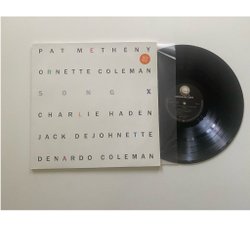 PAT METHENY
ORNETTE COLEMAN
SONG X
CHARLIE HADEN
JACK DEJOHNETTE
DENARDO COLEMAN